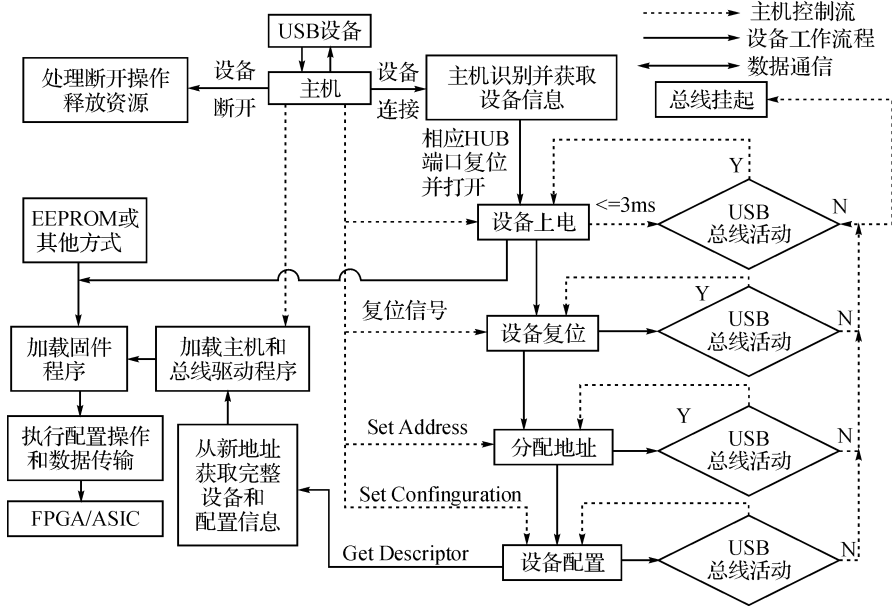 USB设备
主机控制流
设备工作流程
数据通信
处理断开操作
释放资源
设备
断开
主机
设备
连接
主机识别并获取
设备信息
总线挂起
相应HUB
端口复位
并打开
Y
EEPROM或
其他方式
设备上电
<=3ms
USB
总线活动
N
复位信号
设备复位
Y
USB
总线活动
N
加载固件
程序
加载主机和
总线驱动程序
执行配置操作
和数据传输
从新地址
获取完整
设备和
配置信息
Set Address
分配地址
Y
USB
总线活动
N
FPGA/ASIC
Set Confinguration
Get Descriptor
设备配置
USB
总线活动
N